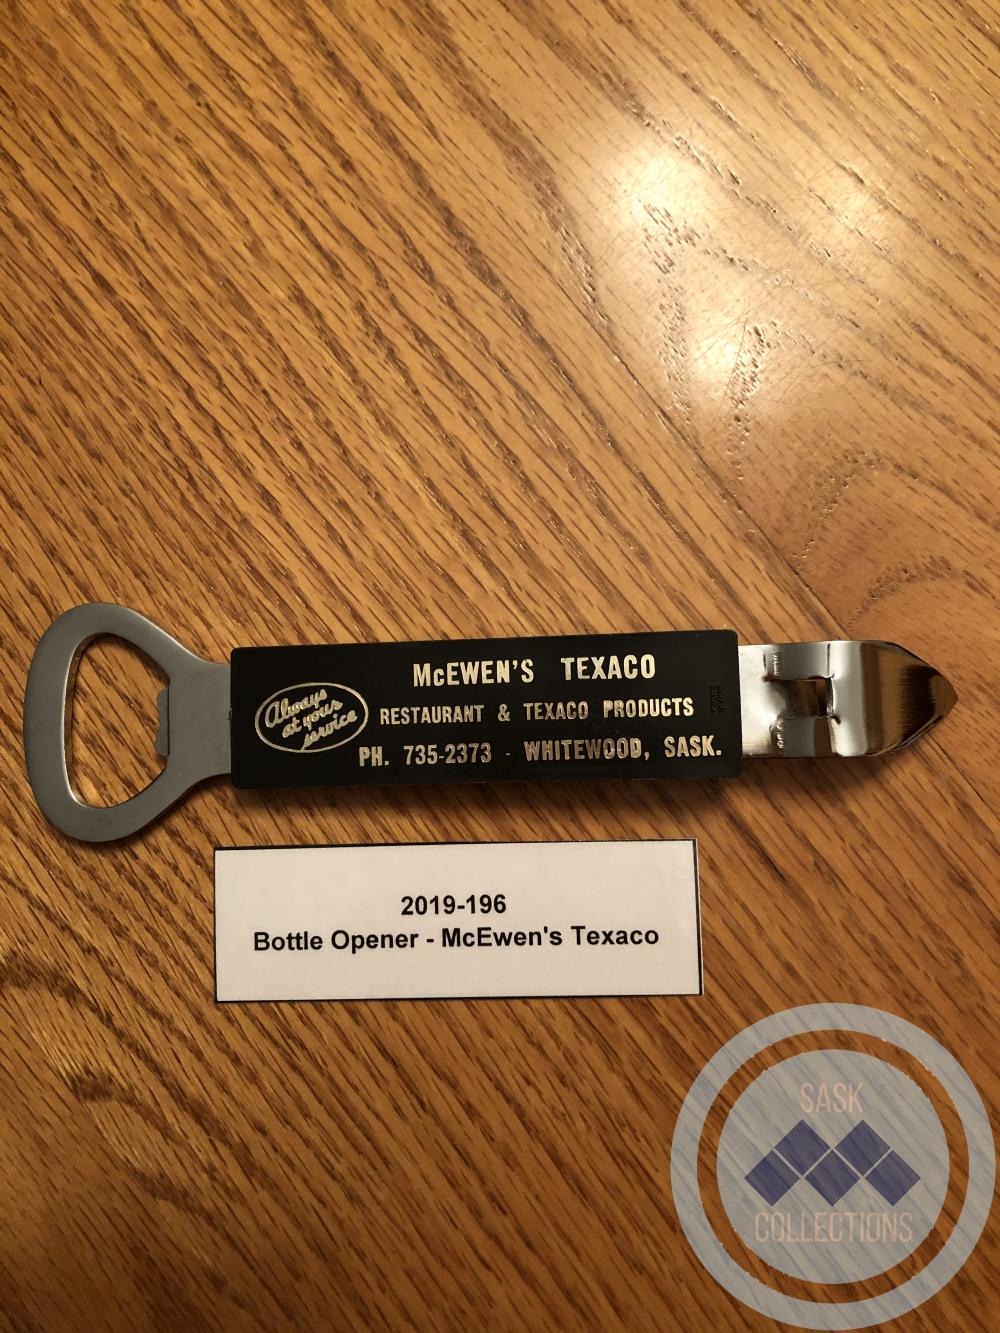 McEWEN'S TEXACO
Always
at your
service
RESTAURANT & TEXACO PRODUCTS
PH. 735-2373 - WHITEWOOD, SASK.
2019-196
Bottle Opener - McEwen's Texaco
SASK
COLLECTIONS